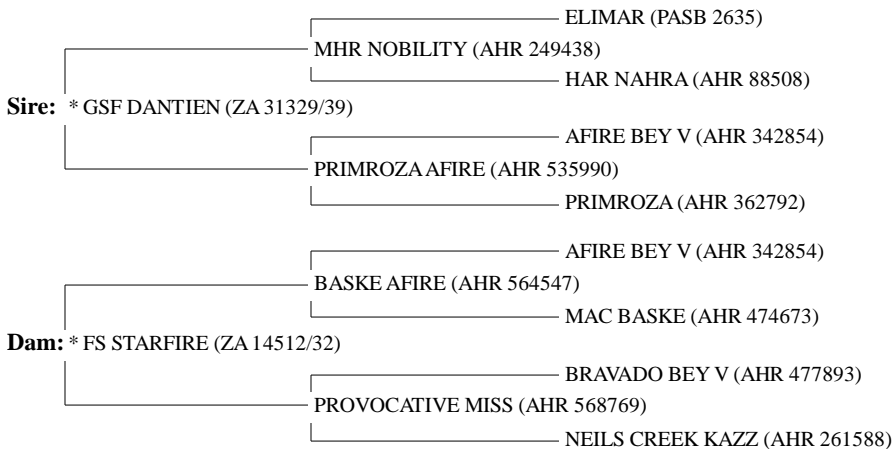 ELIMAR (PASB 2635)
MHR NOBILITY (AHR 249438)
HAR NAHRA (AHR 88508)
Sire: * GSF DANTIEN (ZA 31329/39)
AFIRE BEY V (AHR 342854)
PRIMROZA AFIRE (AHR 535990)
PRIMROZA (AHR 362792)
AFIRE BEY V (AHR 342854)
BASKE AFIRE (AHR 564547)
MAC BASKE (AHR 474673)
Dam: * FS STARFIRE (ZA 14512/32)
BRAVADO BEY V (AHR 477893)
PROVOCATIVE MISS (AHR 568769)
NEILS CREEK KAZZ (AHR 261588)